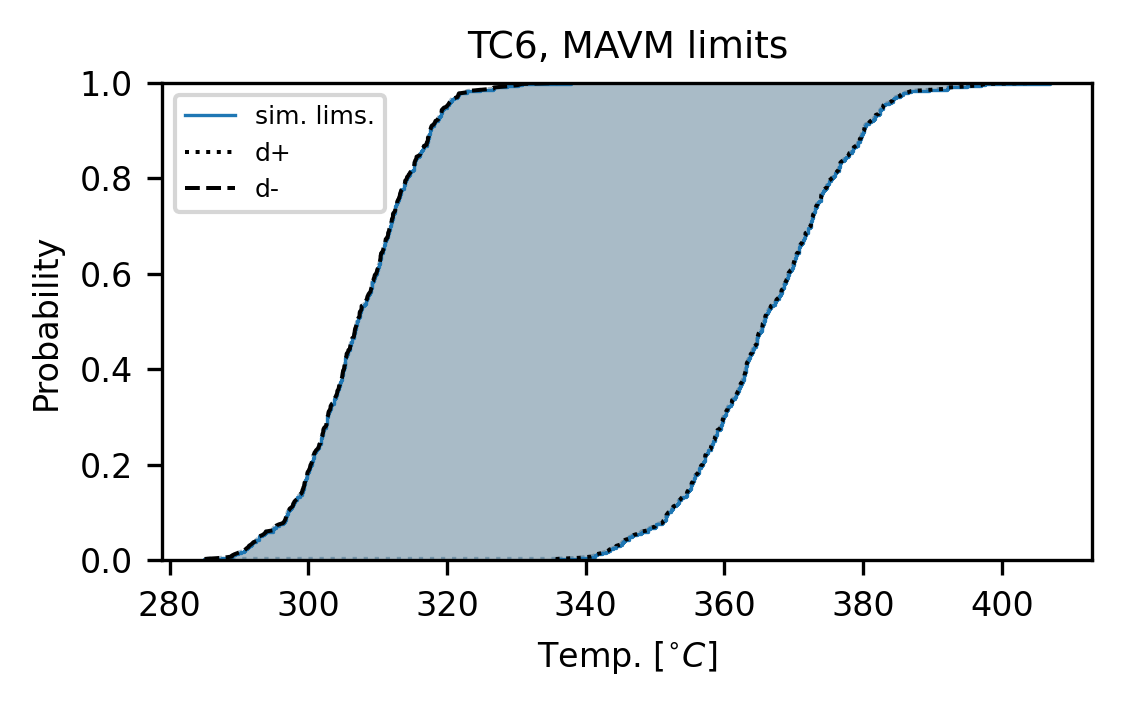 TC6, MAVM limits
1.0
0.8
0.6
0.4
0.2
0.0
Probability
sim. lims.
d+
d-
280 300 320 340 360 380 400
Temp. [°C]